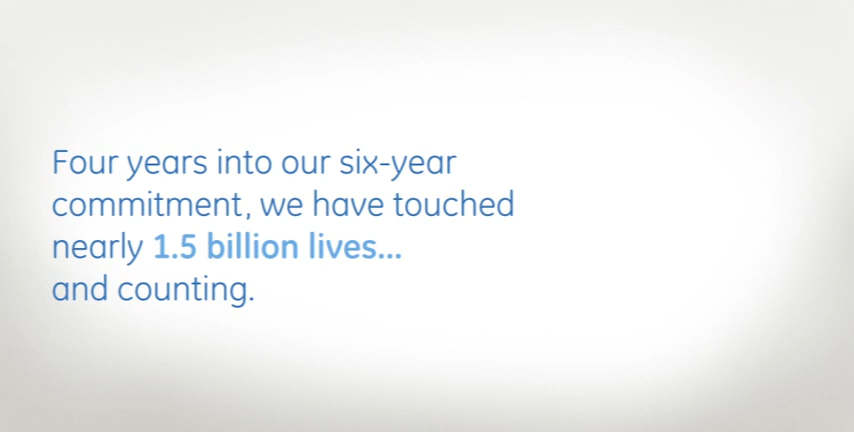 Four years into our six-year
commitment, we have touched
nearly 1.5 billion lives...
and counting.